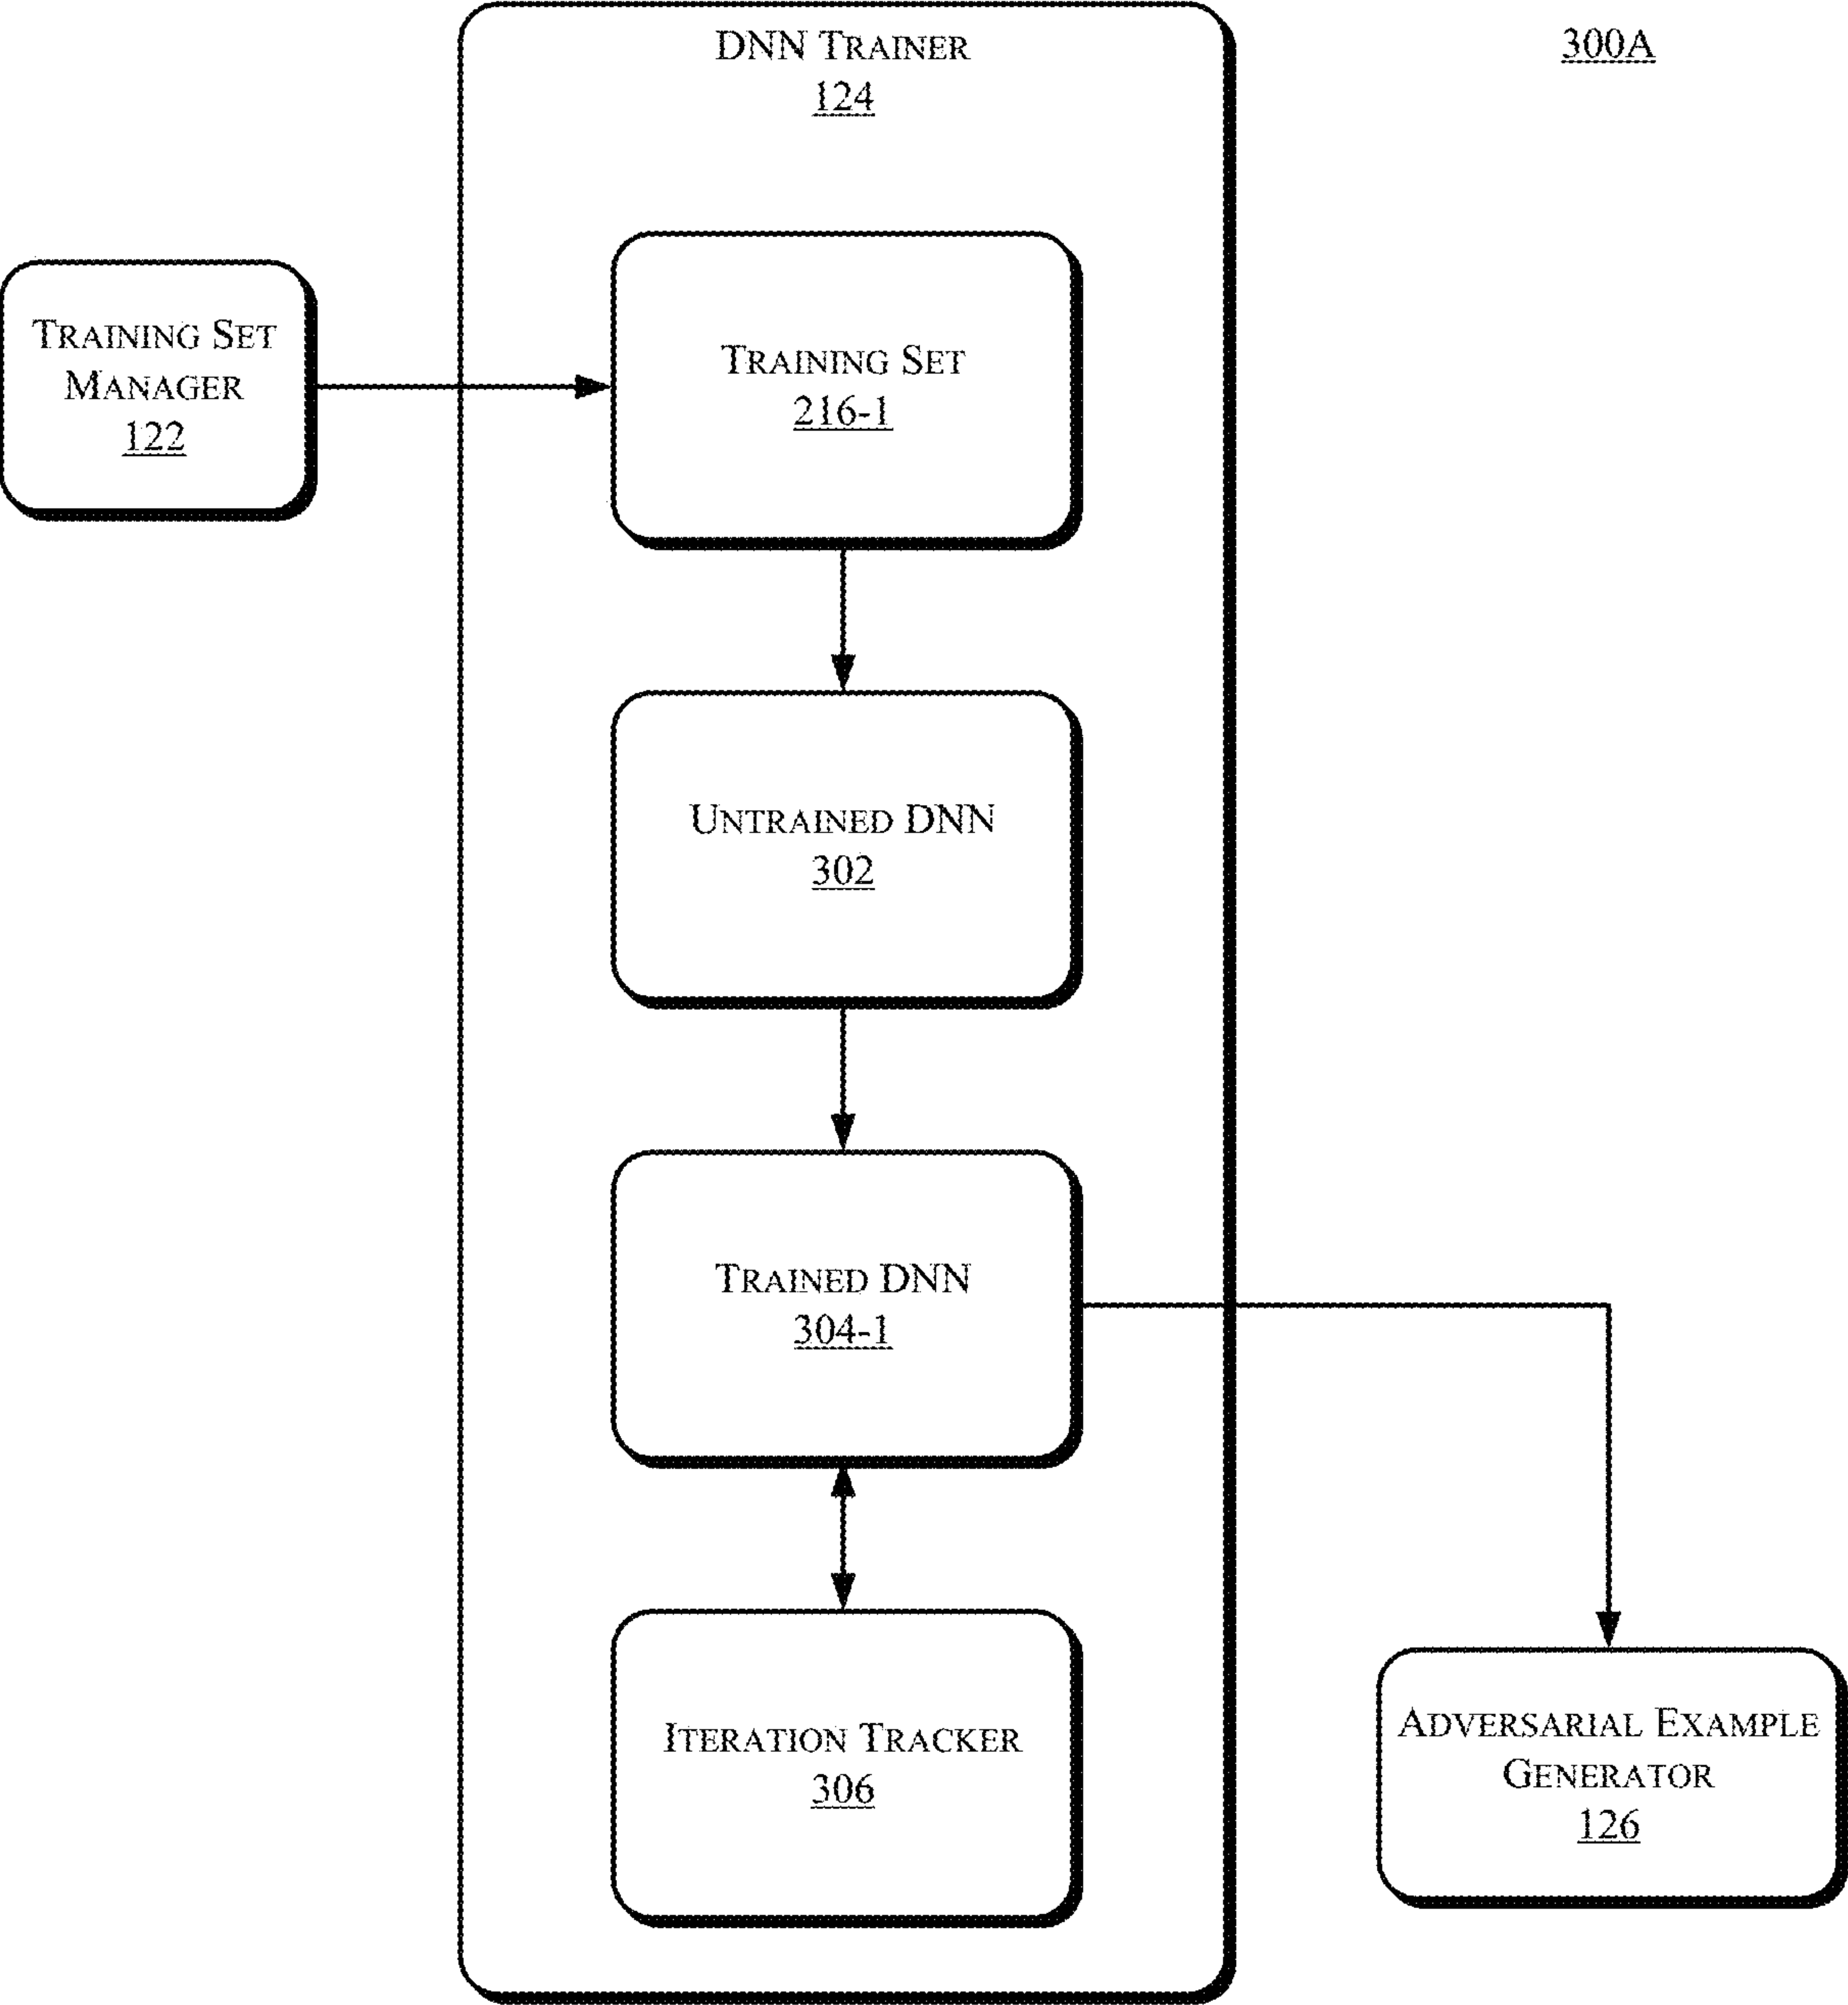 DNN TRAINER
124
300A
TRAINING SET
MANAGER
122
TRAINING SET
216-1
UNTRAINED DNN
302
TRAINED DNN
304-1
ITERATION TRACKER
306
ADVERSARIAL EXAMPLE
GENERATOR
126